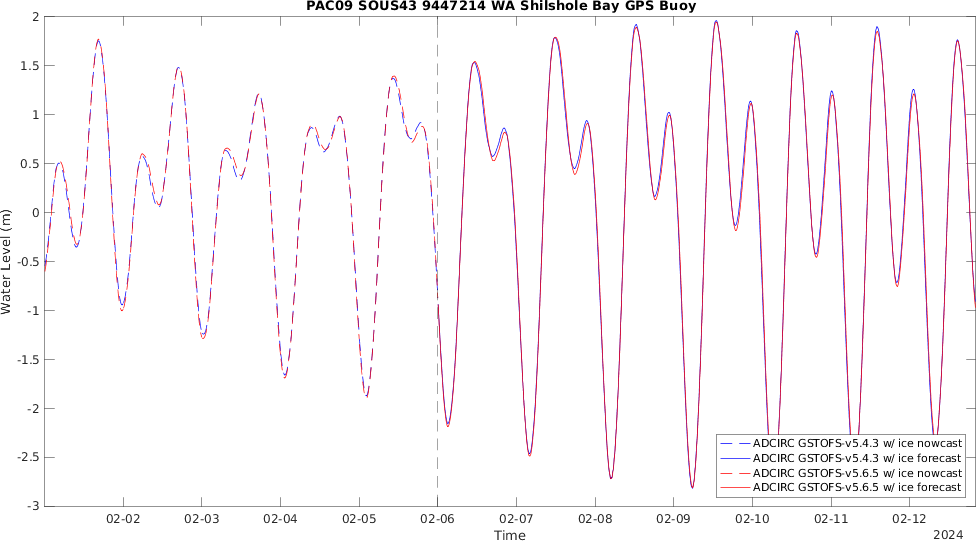 PAC09 SOUS43 9447214 WA Shilshole Bay GPS Buoy
2
1.5
1
0.5
0
-0.5
-1
-1.5
-2
-2.5
-3
Water Level (m)
ADCIRC GSTOFS-v5.4.3 w/ ice nowcast
ADCIRC GSTOFS-v5.4.3 w/ ice forecast
ADCIRC GSTOFS-v5.6.5 w/ ice nowcast
ADCIRC GSTOFS-v5.6.5 w/ ice forecast
02-02 02-03 02-04 02-05 02-06 02-07 02-08 02-09 02-10 02-11 02-12
Time
2024